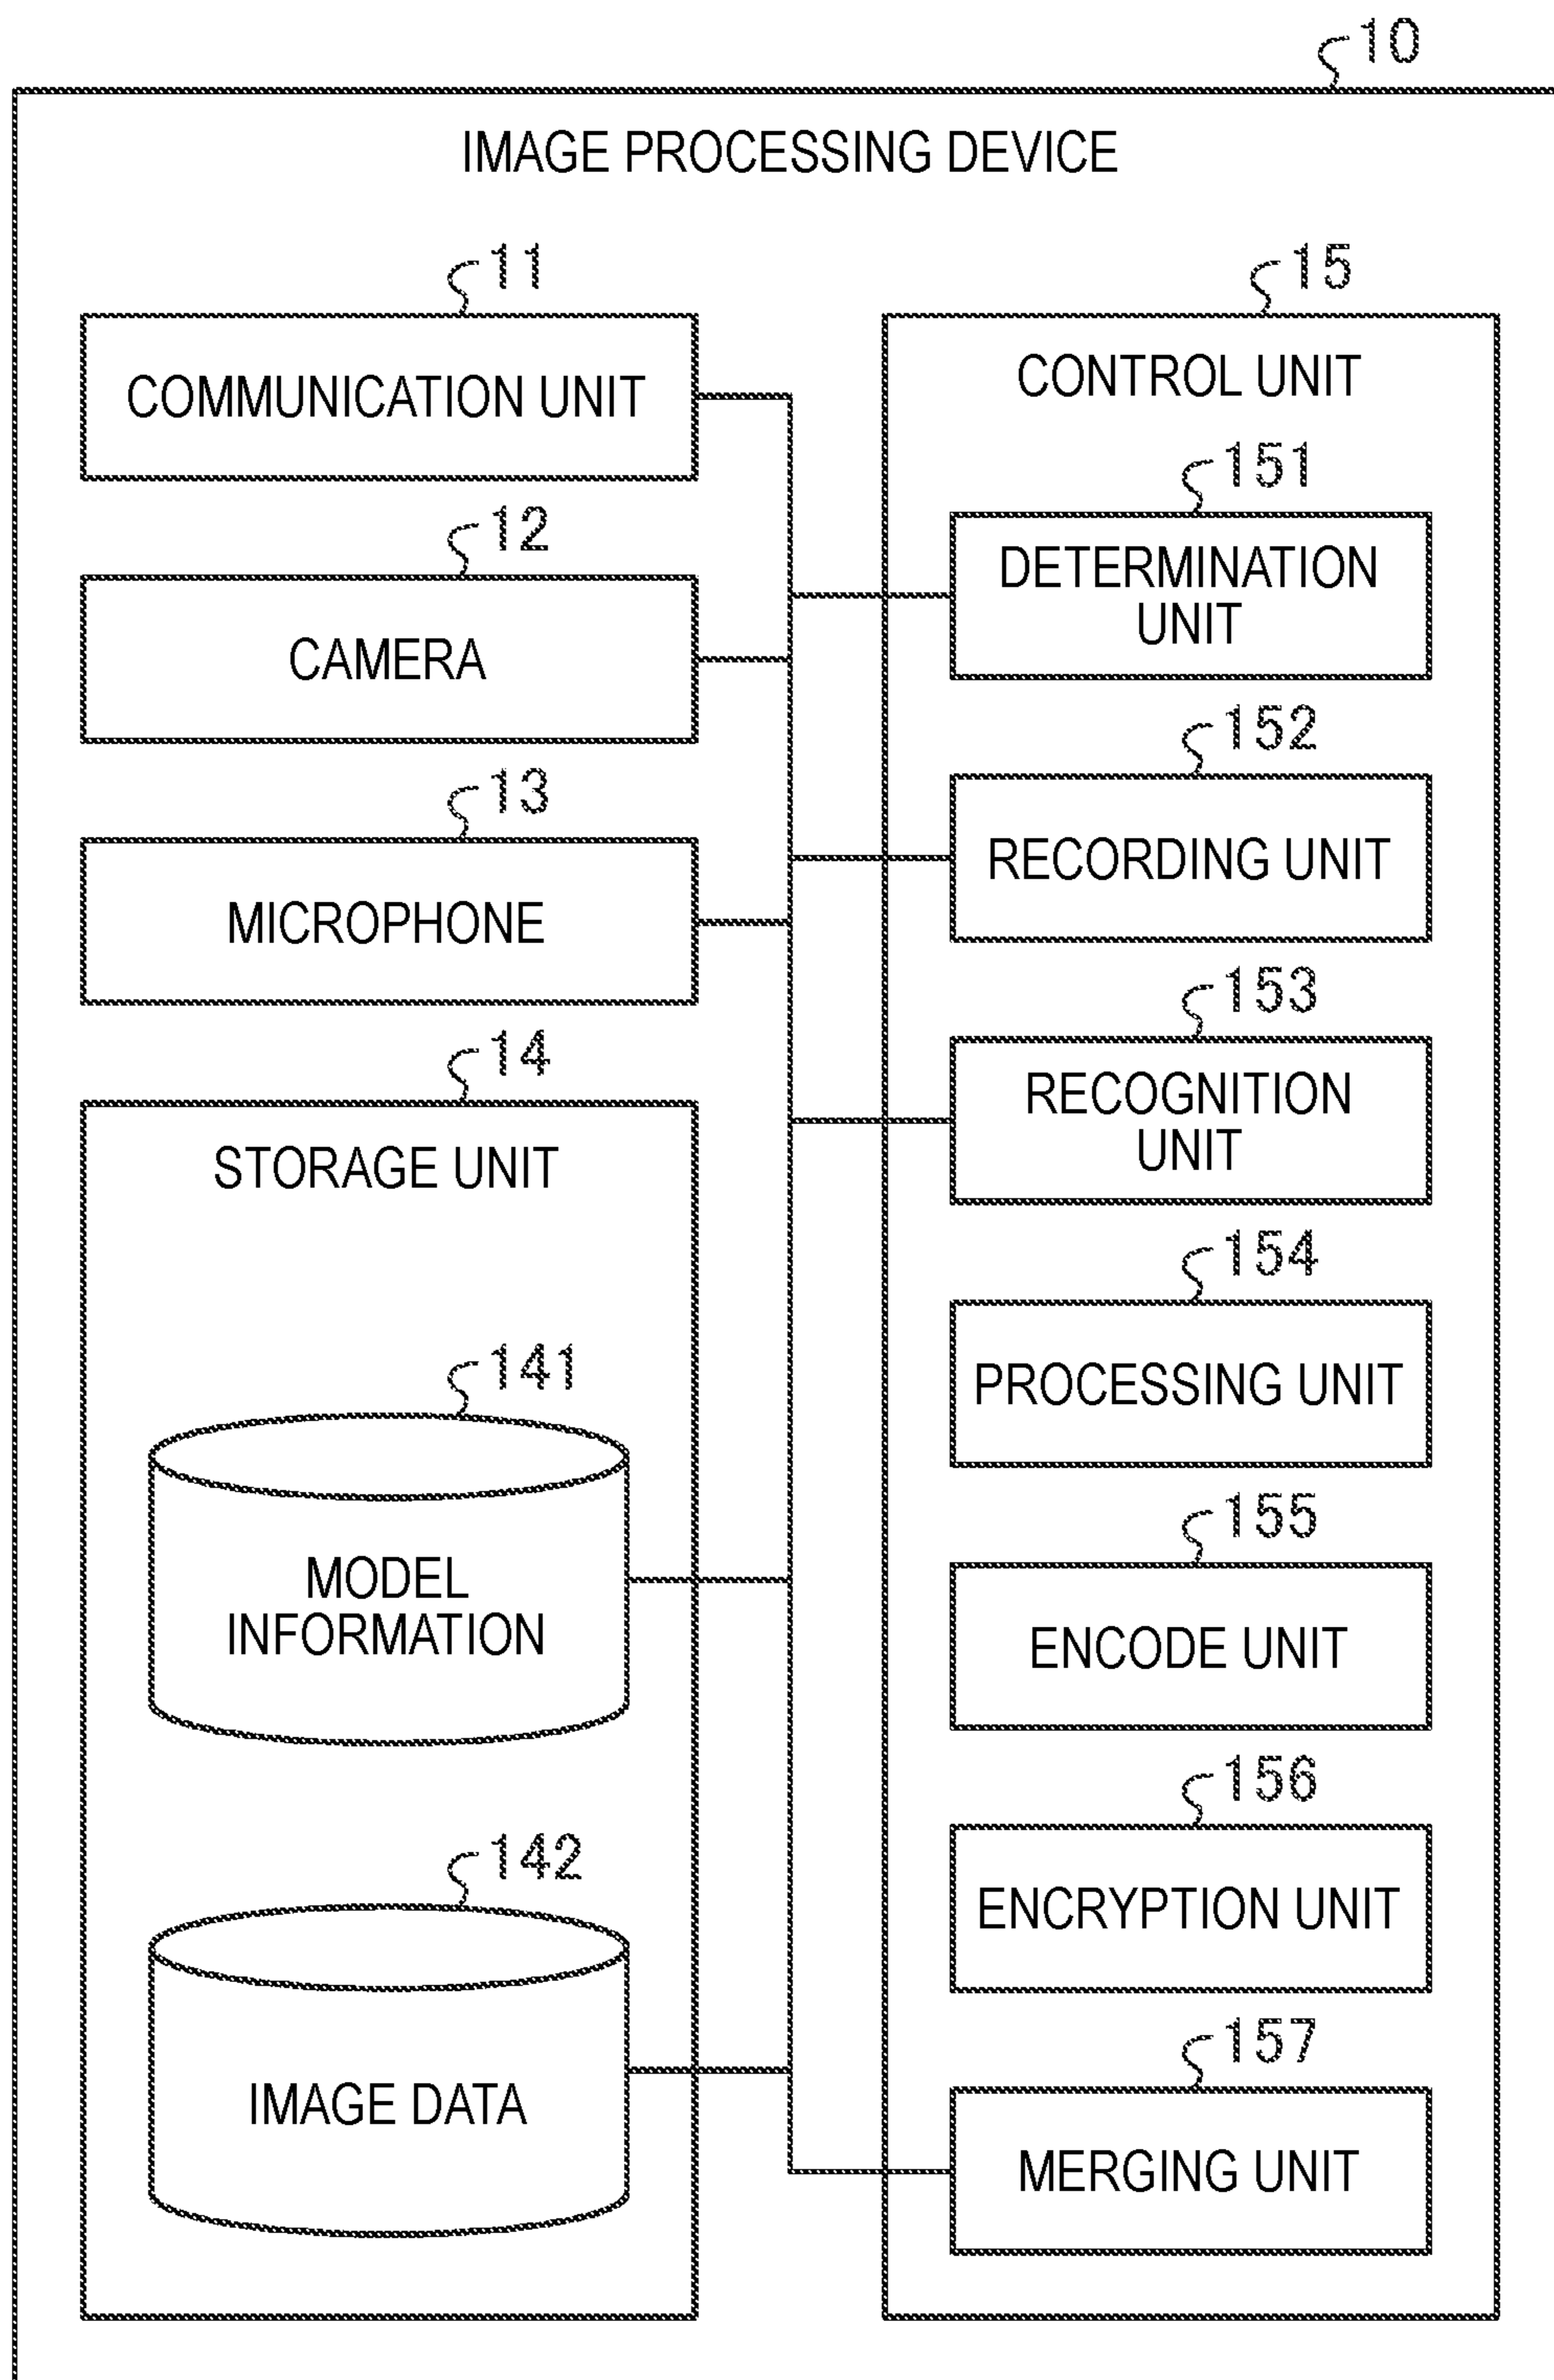 10
IMAGE PROCESSING DEVICE
11
COMMUNICATION UNIT
12
CAMERA
13
MICROPHONE
14
STORAGE UNIT
141
MODEL
INFORMATION
142
IMAGE DATA
15
CONTROL UNIT
151
DETERMINATION
UNIT
152
RECORDING UNIT
153
RECOGNITION
UNIT
154
PROCESSING UNIT
155
ENCODE UNIT
156
ENCRYPTION UNIT
157
MERGING UNIT